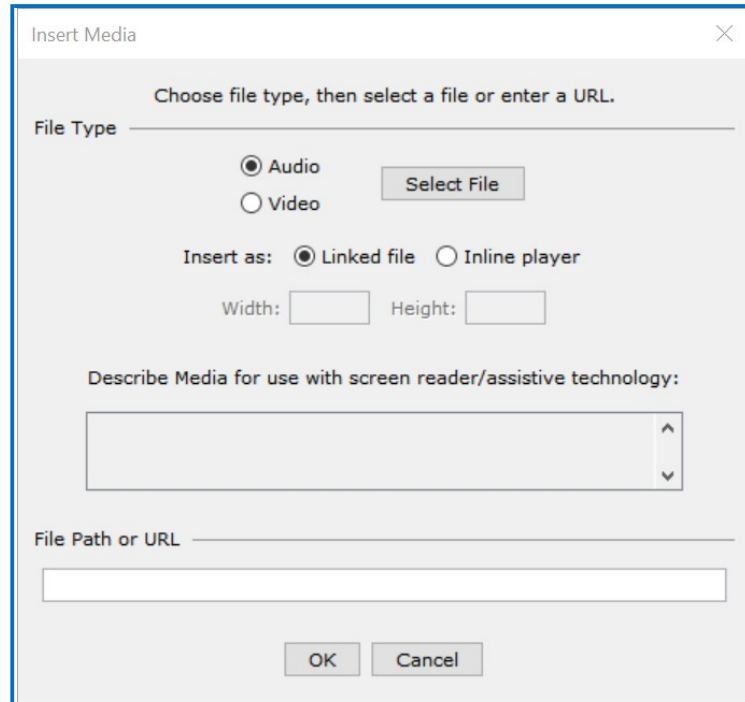 Insert Media
Choose file type, then select a file or enter a URL.
File Type
Audio
Select File
Video
Insert as: Linked file Inline player
Width: Height:
Describe Media for use with screen reader/assistive technology:
File Path or URL
OK Cancel